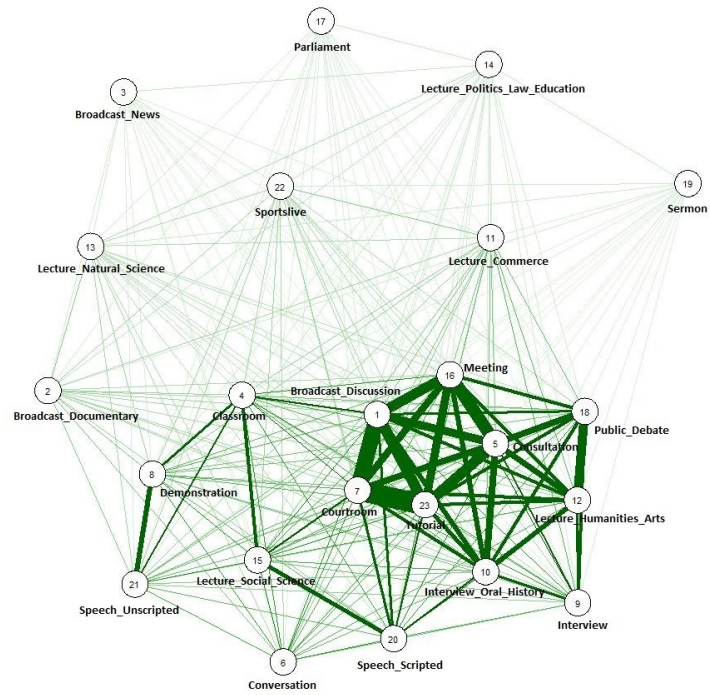 17
Parliament
14
Lecture_Politics_Law_Education
3
Broadcast_News
22
Sportslive
19
Sermon
13
Lecture_Natural_Science
11
Lecture_Commerce
16
Meeting
2
Broadcast_Documentary
4
Classroom
Broadcast_Discussion
1
18
Public_Debate
5
Consultation
8
Demonstration
7
Courtroom
23
Tutorial
12
Lecture_Humanities_Arts
15
Lecture_Social_Science
10
Interview_Oral_History
21
Speech_Unscripted
9
Interview
20
Speech_Scripted
6
Conversation